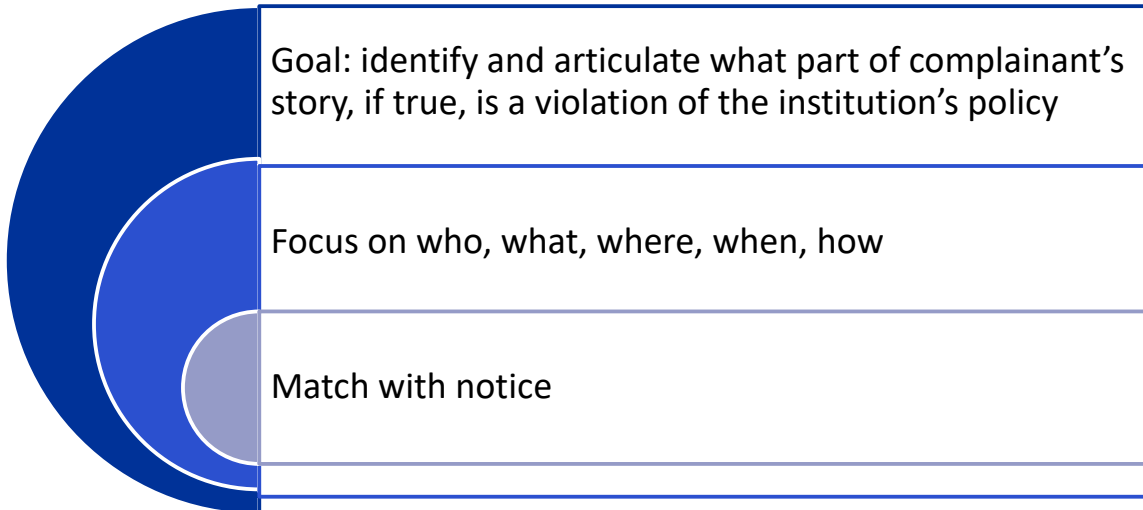 Goal: identify and articulate what part of complainant’s
story, if true, is a violation of the institution’s policy
Focus on who, what, where, when, how
Match with notice